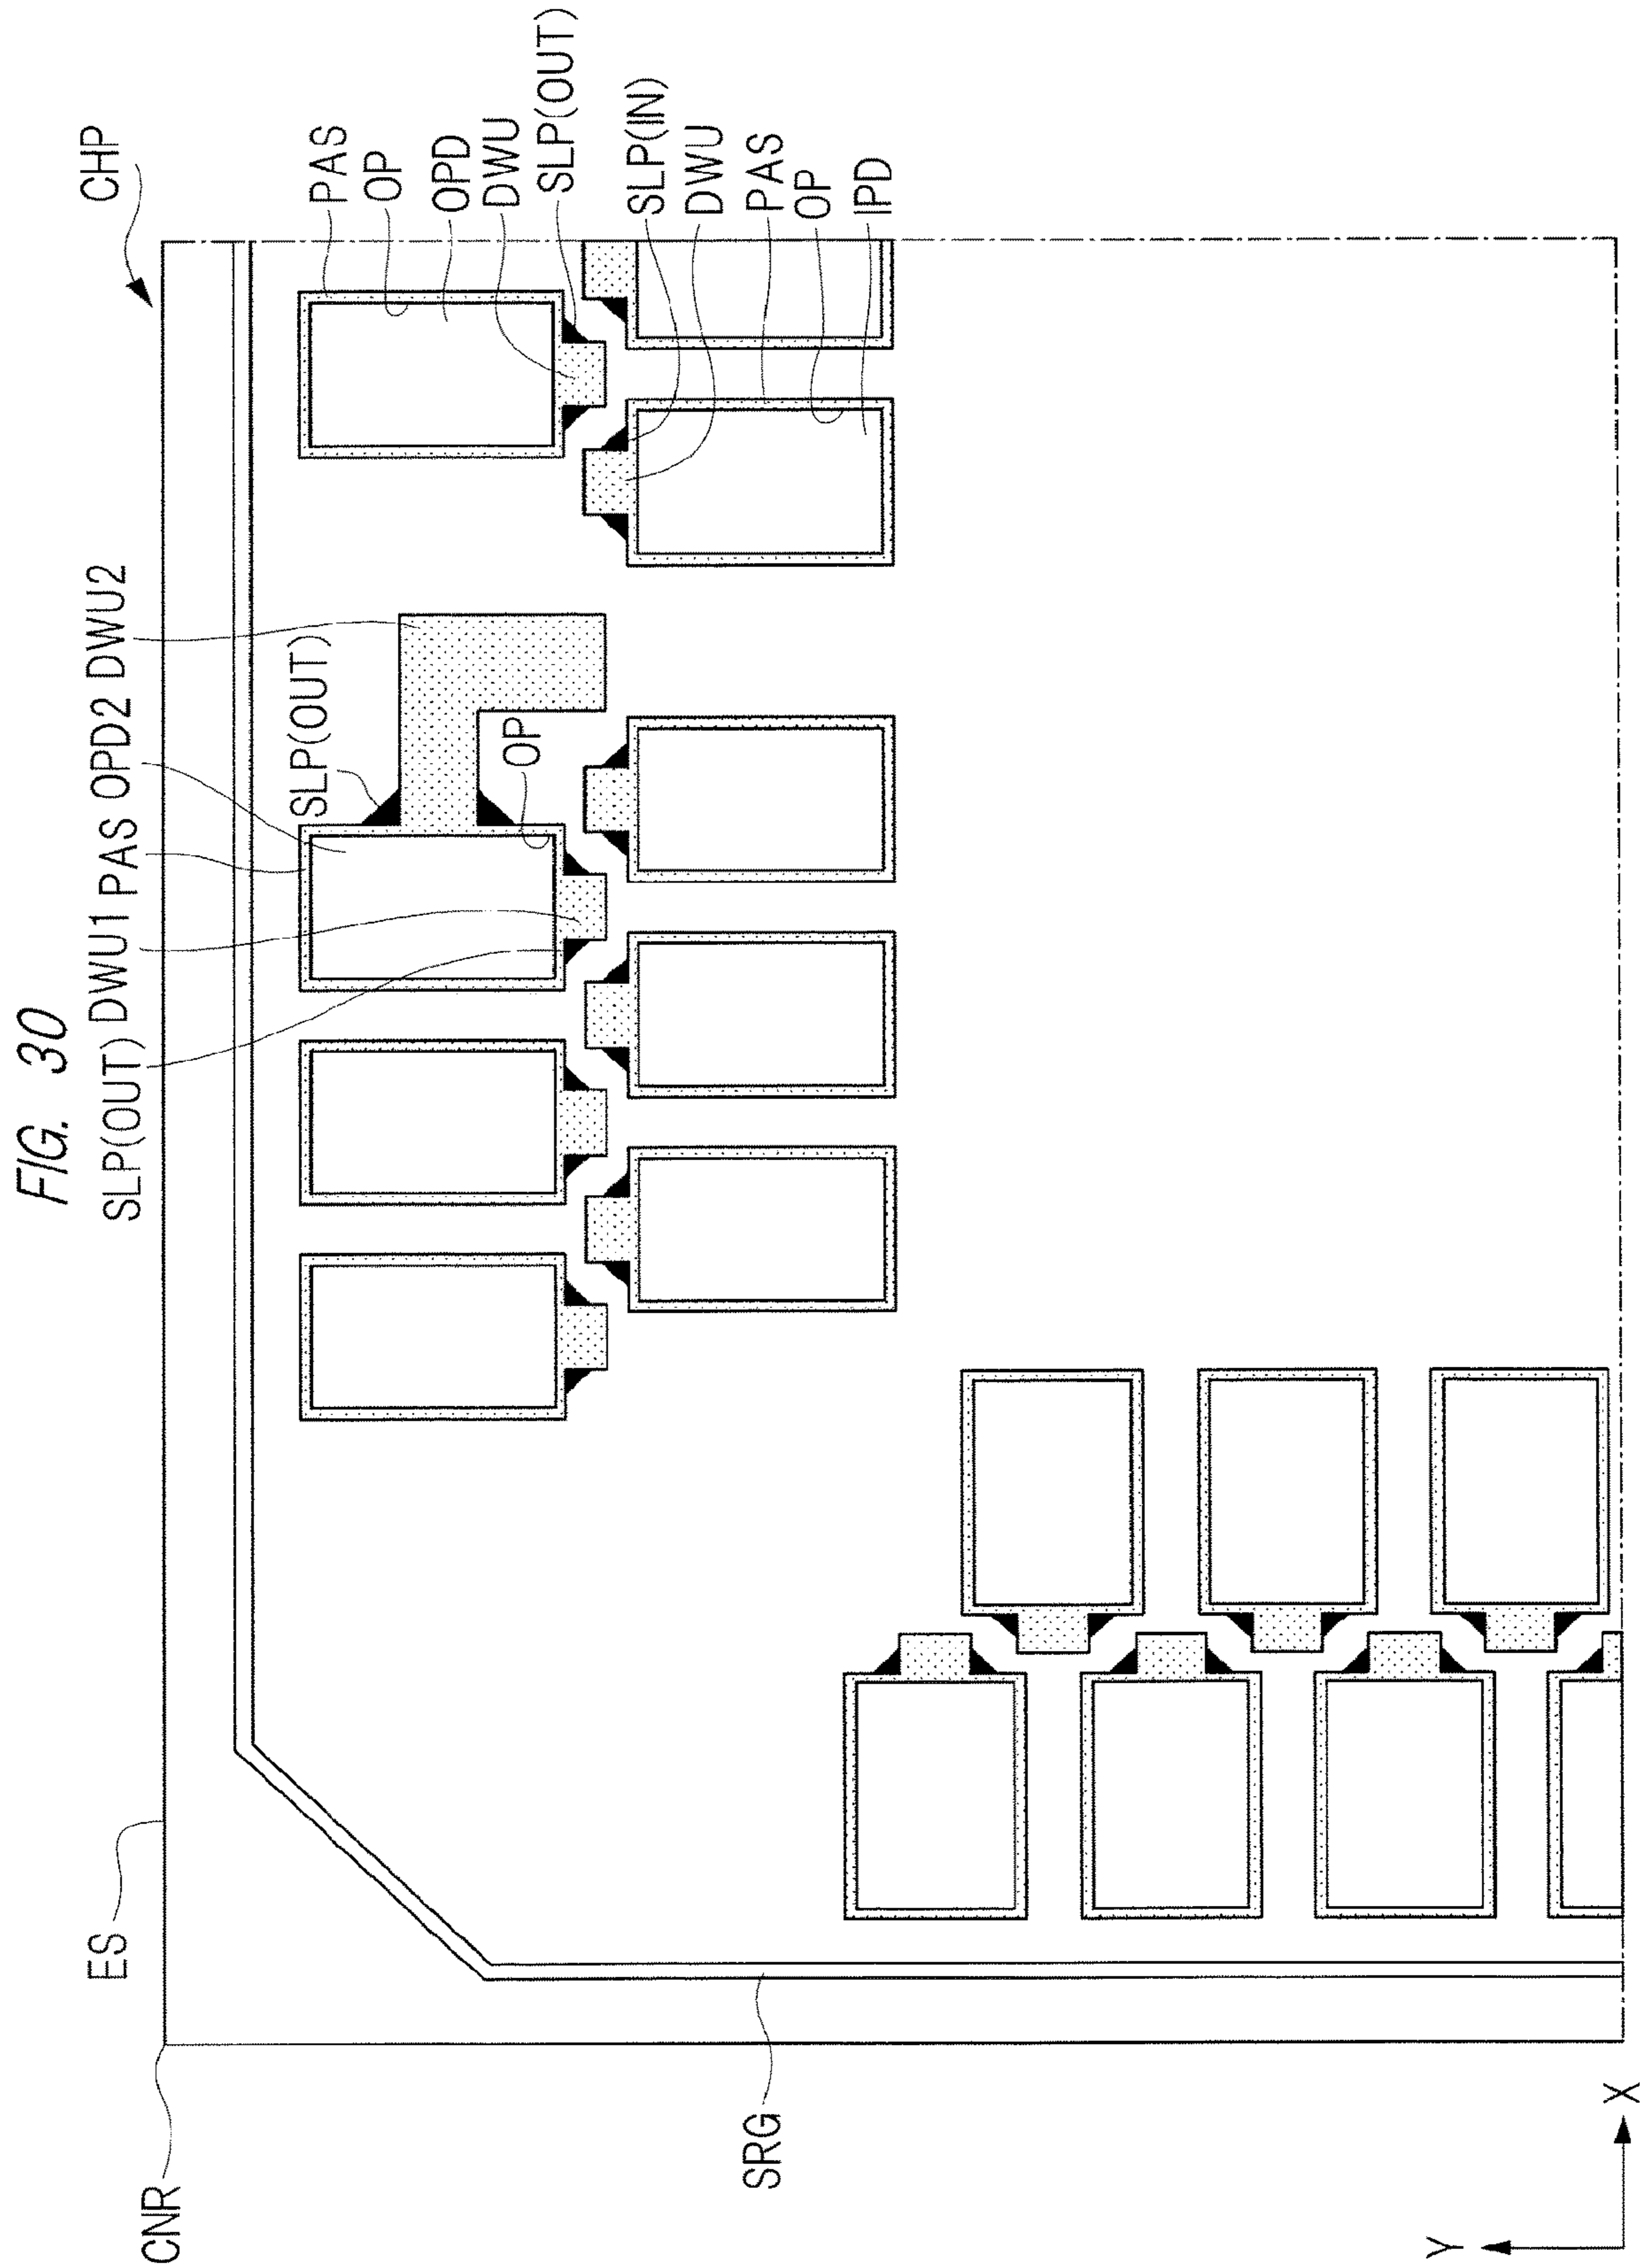 FIG. 30
CHP
PAS
OP
OPD
DWU
SLP(OUT)
SLP(IN)
DWU
PAS
OP
IPD
SLP(OUT) DWU1 PAS OPD2 DWU2
SLP(OUT)
OP
ES
CNR
SRG
Y
X